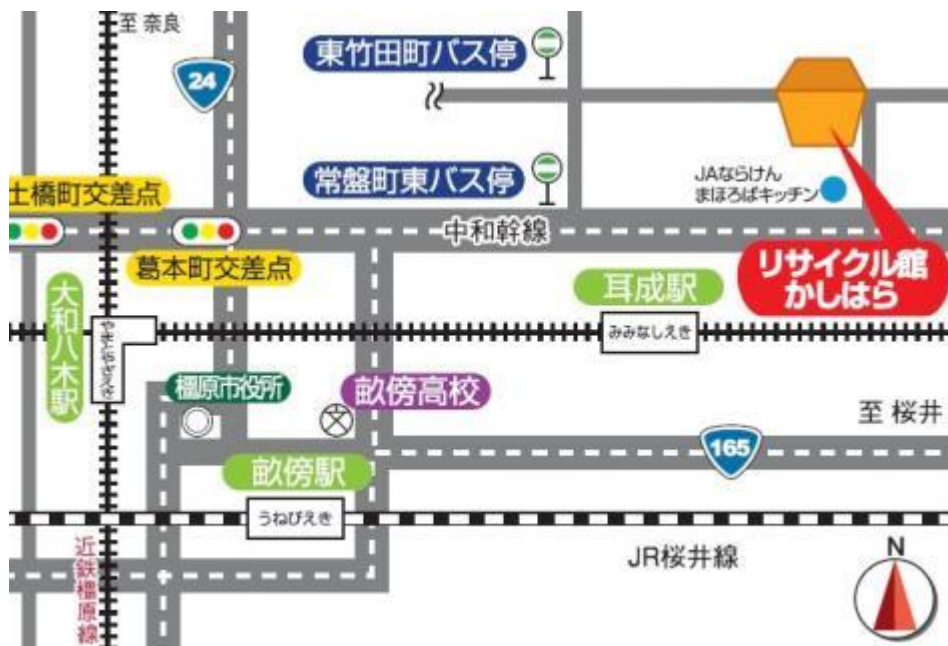 至 奈良
24
東竹田町バス停
常盤町東バス停
JAならけん
まほろばキッチン
土橋町交差点
中和幹線
葛本町交差点
リサイクル館
かしはら
大和八木駅
やまとやぎえき
耳成駅
みみなしえき
橿原市役所
畝傍高校
文
至 桜井
165
畝傍駅
うねびえき
近鉄橿原線
JR桜井線
N